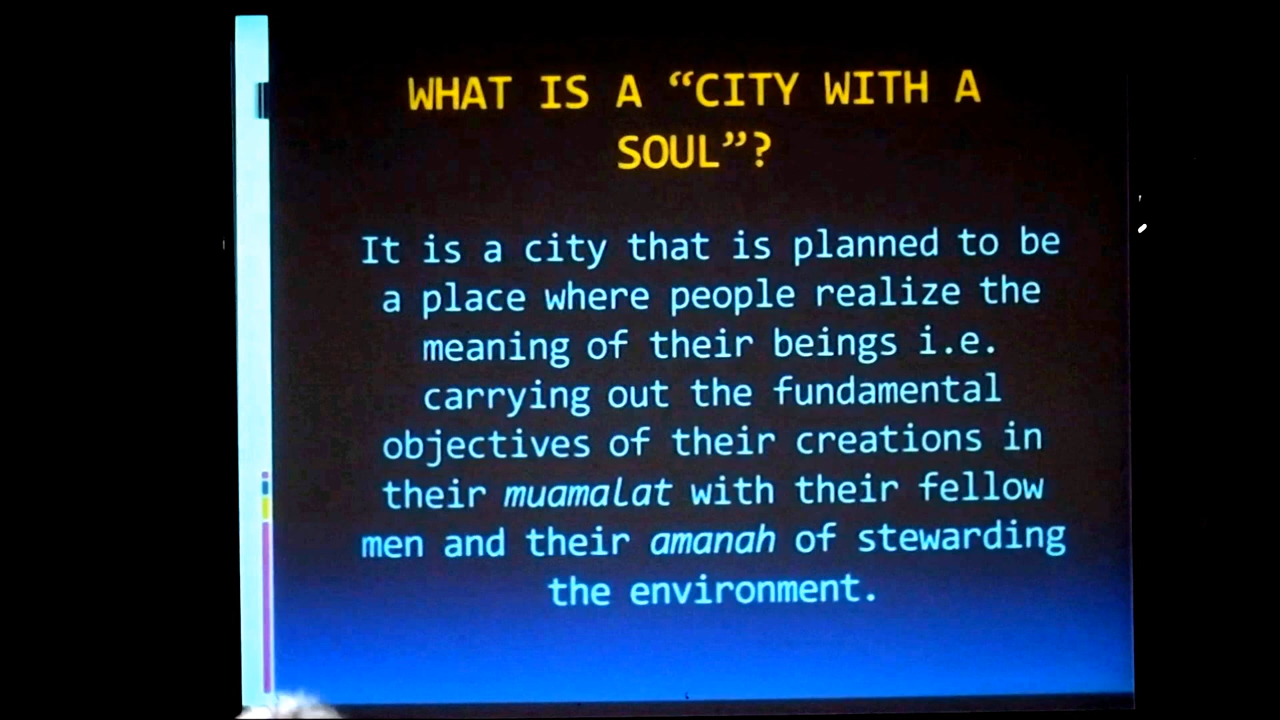 WHAT IS A “CITY WITH A
SOUL”?
It is a city that is planned to be
a place where people realize the
meaning of their beings i.e.
carrying out the fundamental
objectives of their creations in
their muamalat with their fellow
men and their amanah of stewarding
the environment.